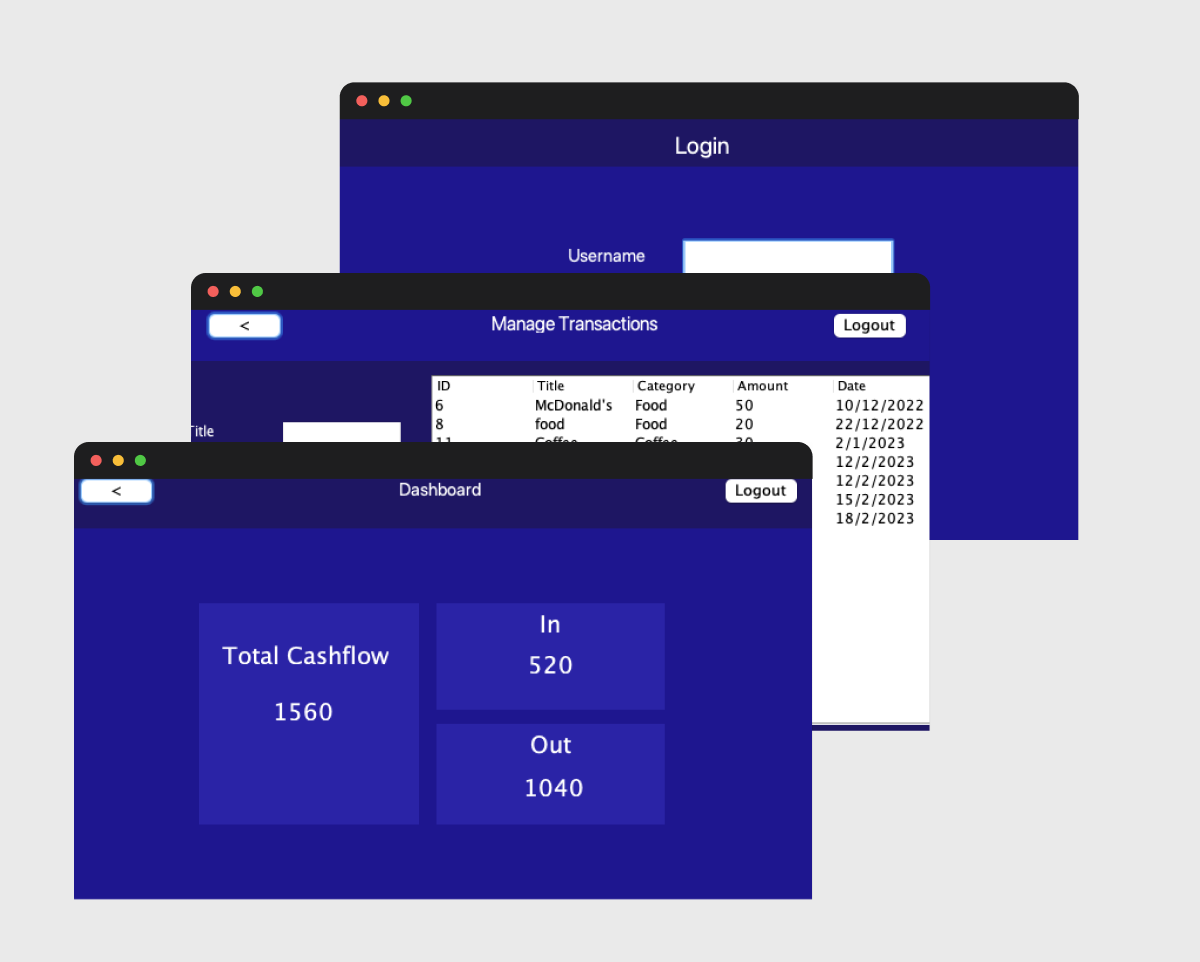 Login
Username
<
Manage Transactions
Logout
ID Title Category Amount Date
6 McDonald's Food 50 10/12/2022
8 food Food 20 22/12/2022
11 Coffee Coffee 30 2/1/2023
Title
12/2/2023
12/2/2023
15/2/2023
18/2/2023
<
Dashboard
Logout
Total Cashflow
1560
In
520
Out
1040